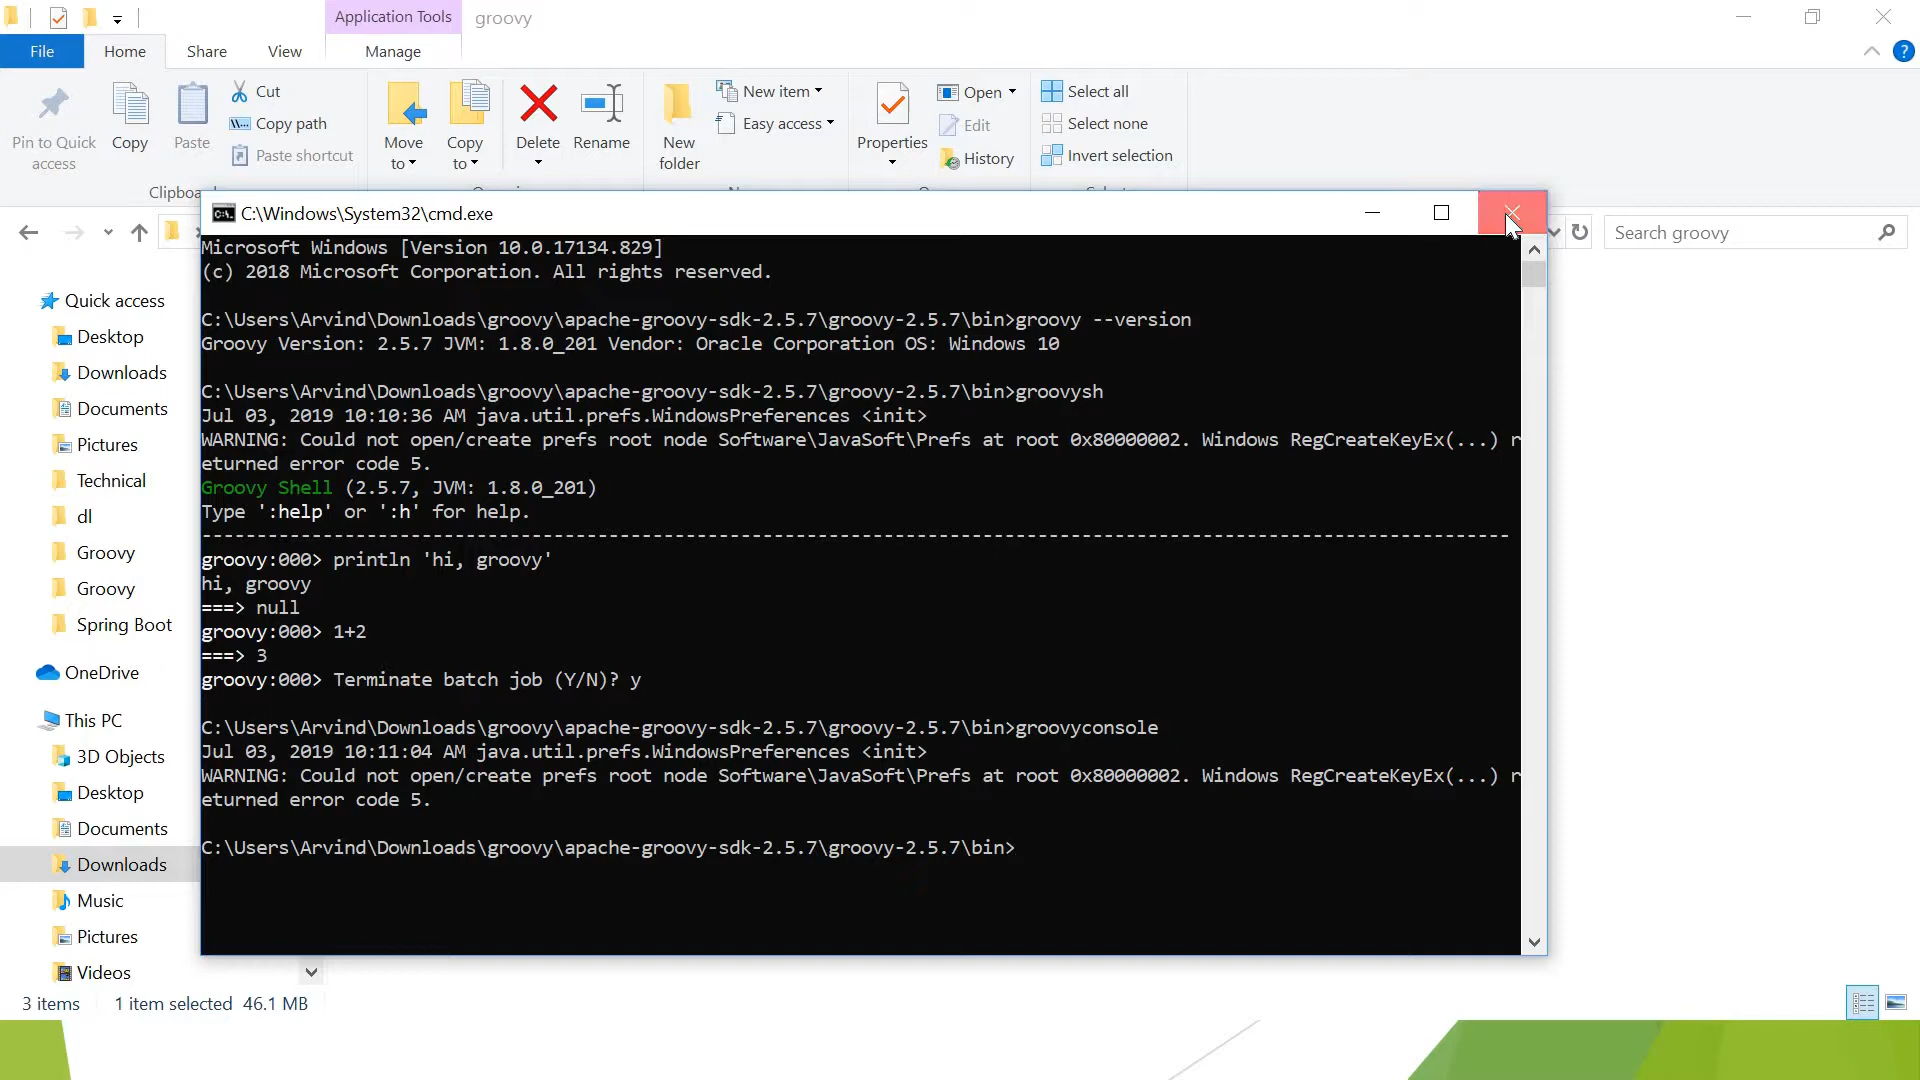 Application Tools
groovy
File
Home
Share
View
Manage
Pin to Quick access
Copy
Paste
Cut
Copy path
Paste shortcut
Move to
Copy to
Delete
Rename
New folder
New item
Easy access
Properties
Open
Edit
History
Select all
Select none
Invert selection
Search groovy
C:\Windows\System32\cmd.exe
Microsoft Windows [Version 10.0.17134.829]
(c) 2018 Microsoft Corporation. All rights reserved.
C:\Users\Arvind\Downloads\groovy\apache-groovy-sdk-2.5.7\groovy-2.5.7\bin>groovy --version
Groovy Version: 2.5.7 JVM: 1.8.0_201 Vendor: Oracle Corporation OS: Windows 10
C:\Users\Arvind\Downloads\groovy\apache-groovy-sdk-2.5.7\groovy-2.5.7\bin>groovysh
Jul 03, 2019 10:10:36 AM java.util.prefs.WindowsPreferences <init>
WARNING: Could not open/create prefs root node Software\JavaSoft\Prefs at root 0x80000002. Windows RegCreateKeyEx(...) r
eturned error code 5.
Groovy Shell (2.5.7, JVM: 1.8.0_201)
Type ':help' or ':h' for help.
-----------------------------------------------------------------------------------------------------------------------
groovy:000> println 'hi, groovy'
hi, groovy
===> null
groovy:000> 1+2
===> 3
groovy:000> Terminate batch job (Y/N)? y
C:\Users\Arvind\Downloads\groovy\apache-groovy-sdk-2.5.7\groovy-2.5.7\bin>groovyconsole
Jul 03, 2019 10:11:04 AM java.util.prefs.WindowsPreferences <init>
WARNING: Could not open/create prefs root node Software\JavaSoft\Prefs at root 0x80000002. Windows RegCreateKeyEx(...) r
eturned error code 5.
C:\Users\Arvind\Downloads\groovy\apache-groovy-sdk-2.5.7\groovy-2.5.7\bin>
Quick access
Desktop
Downloads
Documents
Pictures
Technical
dl
Groovy
Groovy
Spring Boot
OneDrive
This PC
3D Objects
Desktop
Documents
Downloads
Music
Pictures
Videos
3 items
1 item selected 46.1 MB